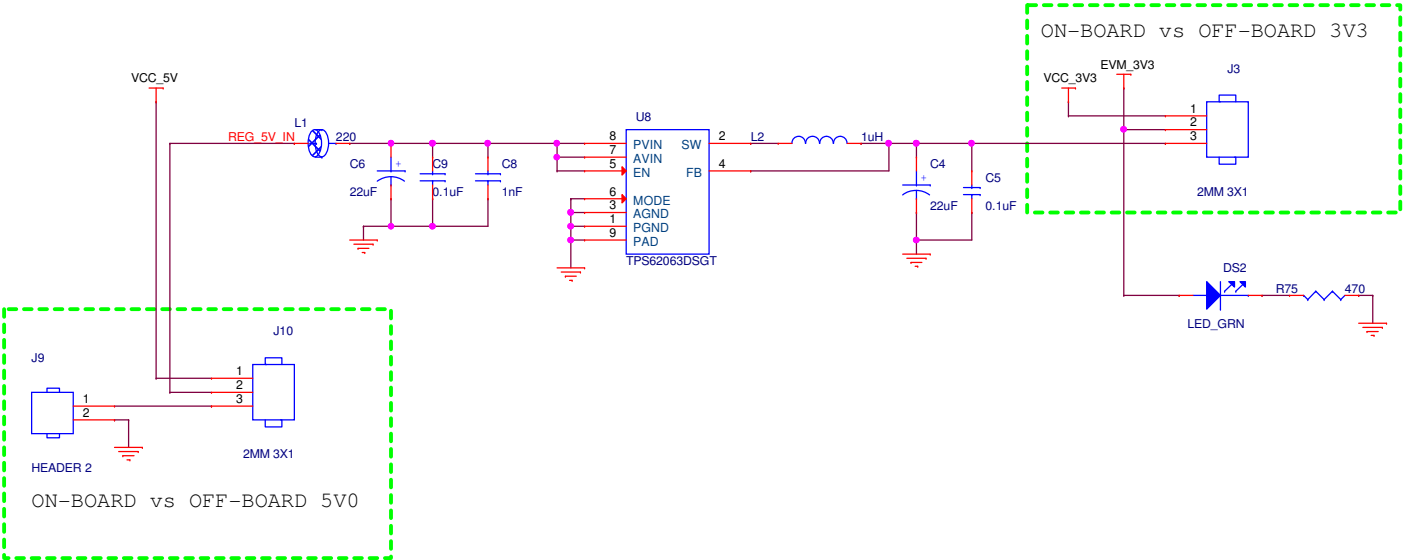 ON-BOARD vs OFF-BOARD 3V3
VCC_5V
VCC_3V3
EVM_3V3
J3
1
2
3
2MM 3X1
REG_5V_IN
L1
220
C6
22uF
+
C9
0.1uF
C8
1nF
U8
8 PVIN
7 AVIN
5 EN
6 MODE
3 AGND
1 PGND
9 PAD
SW 2
FB 4
TPS62063DSGT
L2
1uH
C4
+
22uF
C5
0.1uF
DS2
LED_GRN
R75
470
J10
1
2
3
2MM 3X1
J9
1
2
HEADER 2
ON-BOARD vs OFF-BOARD 5V0